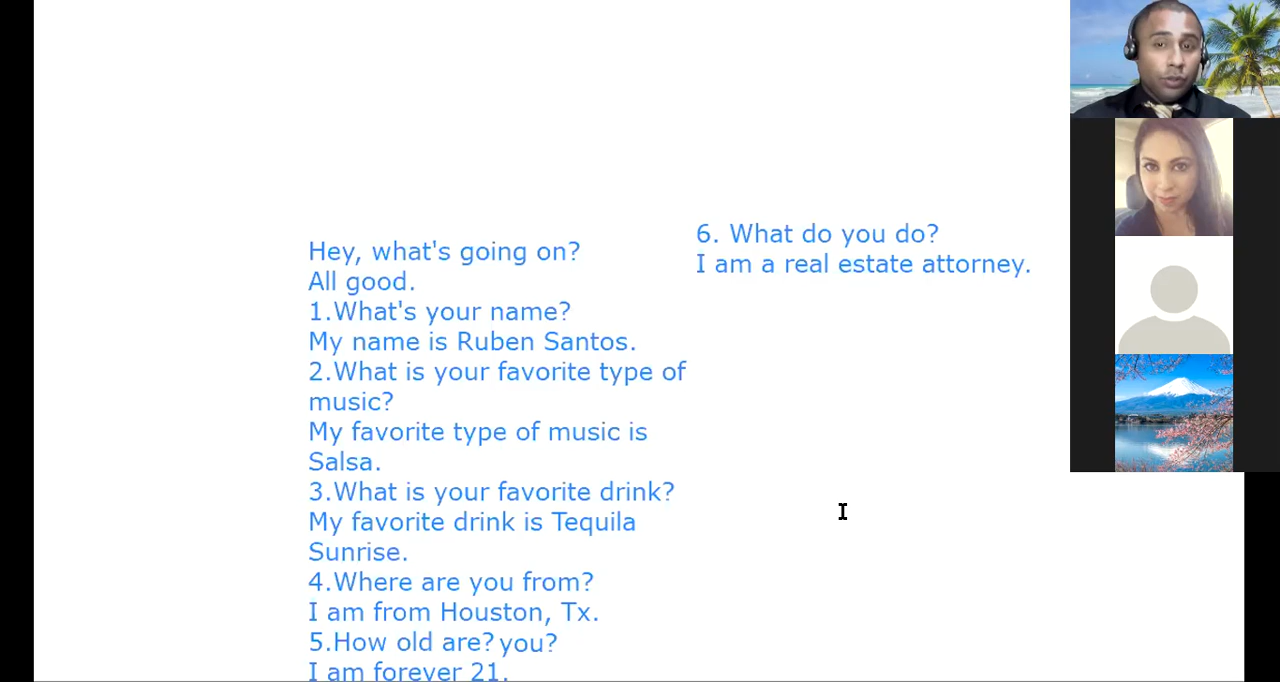 Hey, what's going on?
All good.
1.What's your name?
My name is Ruben Santos.
2.What is your favorite type of
music?
My favorite type of music is
Salsa.
3.What is your favorite drink?
My favorite drink is Tequila
Sunrise.
4.Where are you from?
I am from Houston, Tx.
5.How old are? you?
I am forever 21.
6. What do you do?
I am a real estate attorney.